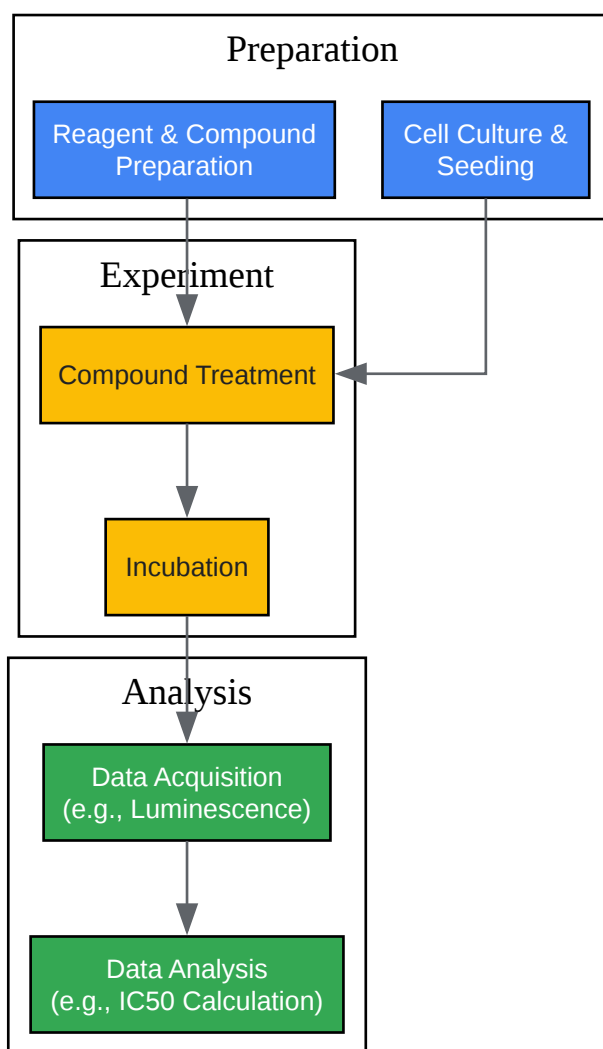 Preparation
Reagent & Compound
Preparation
Cell Culture &
Seeding
Experiment
Compound Treatment
Incubation
Analysis
Data Acquisition
(e.g., Luminescence)
Data Analysis
(e.g., IC50 Calculation)